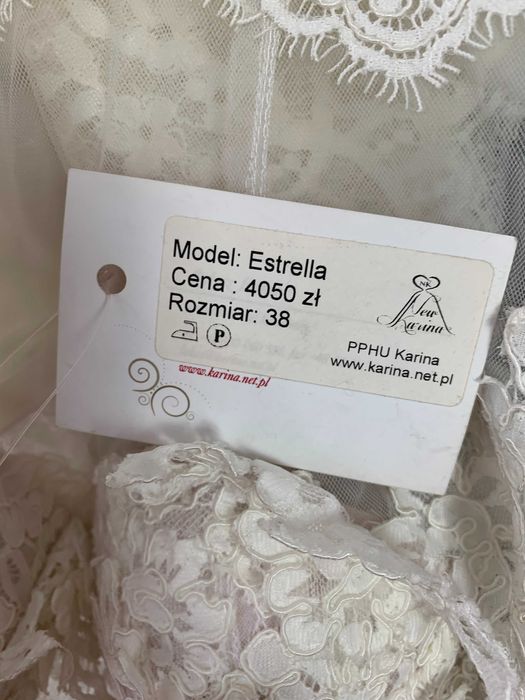 Model: Estrella
Cena : 4050 zł
Rozmiar: 38
P
NK
New
Karina
PPHU Karina
www.karina.net.pl
www.karina.net.pl